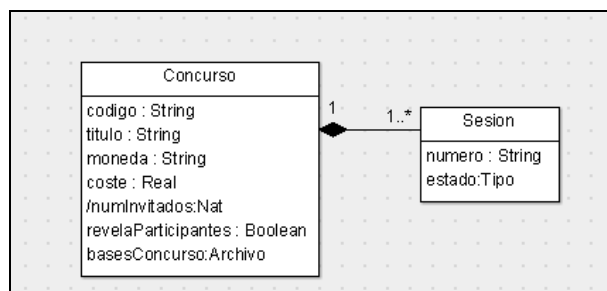 Concurso
codigo : String
titulo : String
moneda : String
coste : Real
/numInvitados:Nat
revelaParticipantes : Boolean
basesConcurso:Archivo
1
1..*
Sesion
numero : String
estado:Tipo